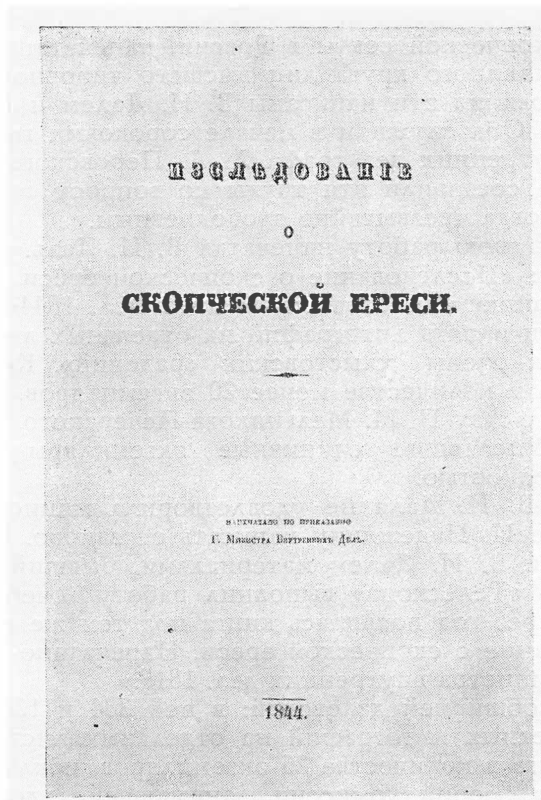 ИЗСЛѢДОВАНІЕ
О
СКОПЧЕСКОЙ ЕРЕСИ.
НАПЕЧАТАНО ПО ПРИКАЗАНІЮ
Г. Министра Внутреннихъ Дѣлъ.
1844.